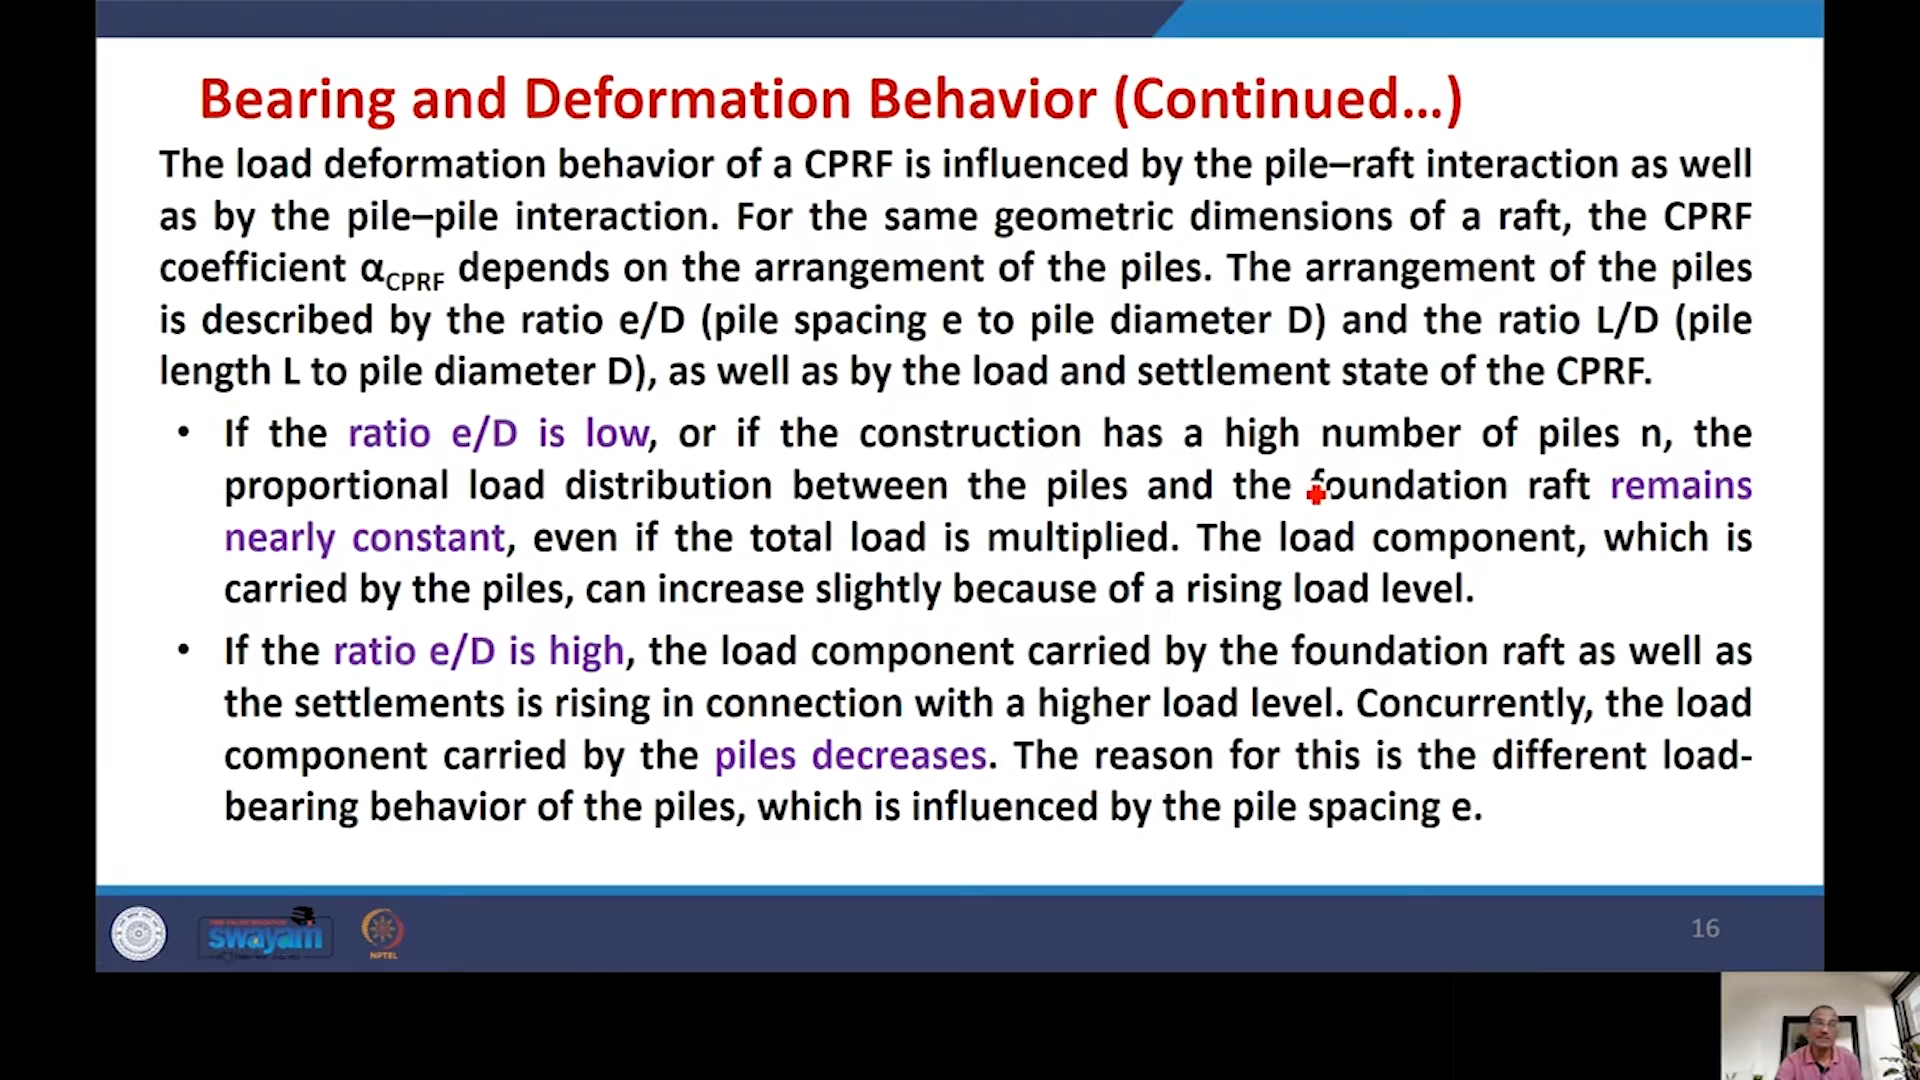 Bearing and Deformation Behavior (Continued…)
The load deformation behavior of a CPRF is influenced by the pile–raft interaction as well
as by the pile–pile interaction. For the same geometric dimensions of a raft, the CPRF
coefficient αCPRF depends on the arrangement of the piles. The arrangement of the piles
is described by the ratio e/D (pile spacing e to pile diameter D) and the ratio L/D (pile
length L to pile diameter D), as well as by the load and settlement state of the CPRF.
• If the ratio e/D is low, or if the construction has a high number of piles n, the
proportional load distribution between the piles and the foundation raft remains
nearly constant, even if the total load is multiplied. The load component, which is
carried by the piles, can increase slightly because of a rising load level.
• If the ratio e/D is high, the load component carried by the foundation raft as well as
the settlements is rising in connection with a higher load level. Concurrently, the load
component carried by the piles decreases. The reason for this is the different load-
bearing behavior of the piles, which is influenced by the pile spacing e.
swayam
NPTEL
16